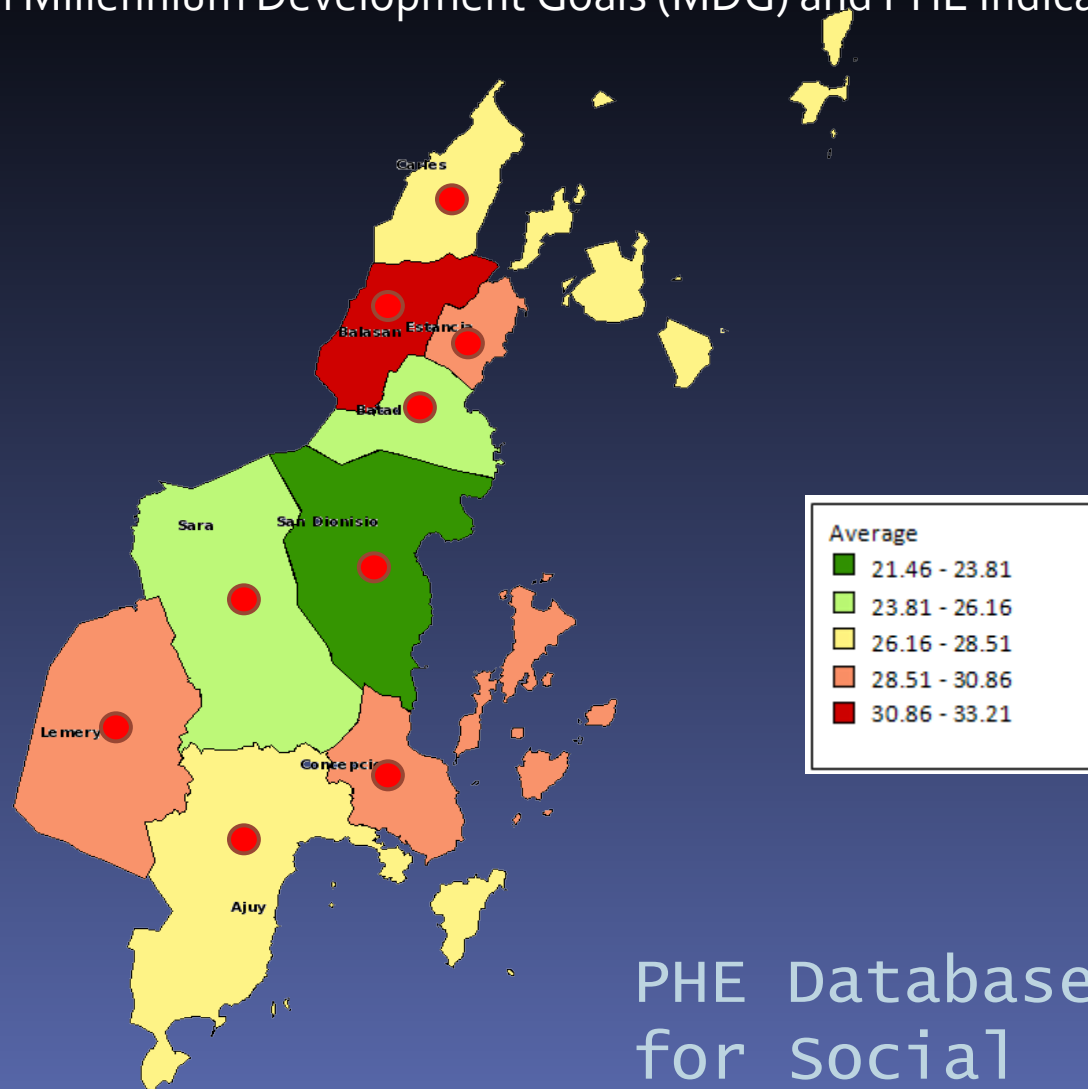 Millennium Development Goals (MDG) and PHE
Carles
Balasan
Estancia
Batad
Sara
San Dionisio
Lemery
Concepcio
Ajuy
Average
21.46 - 23.81
23.81 - 26.16
26.16 - 28.51
28.51 - 30.86
30.86 - 33.21
PHE Database
for Social